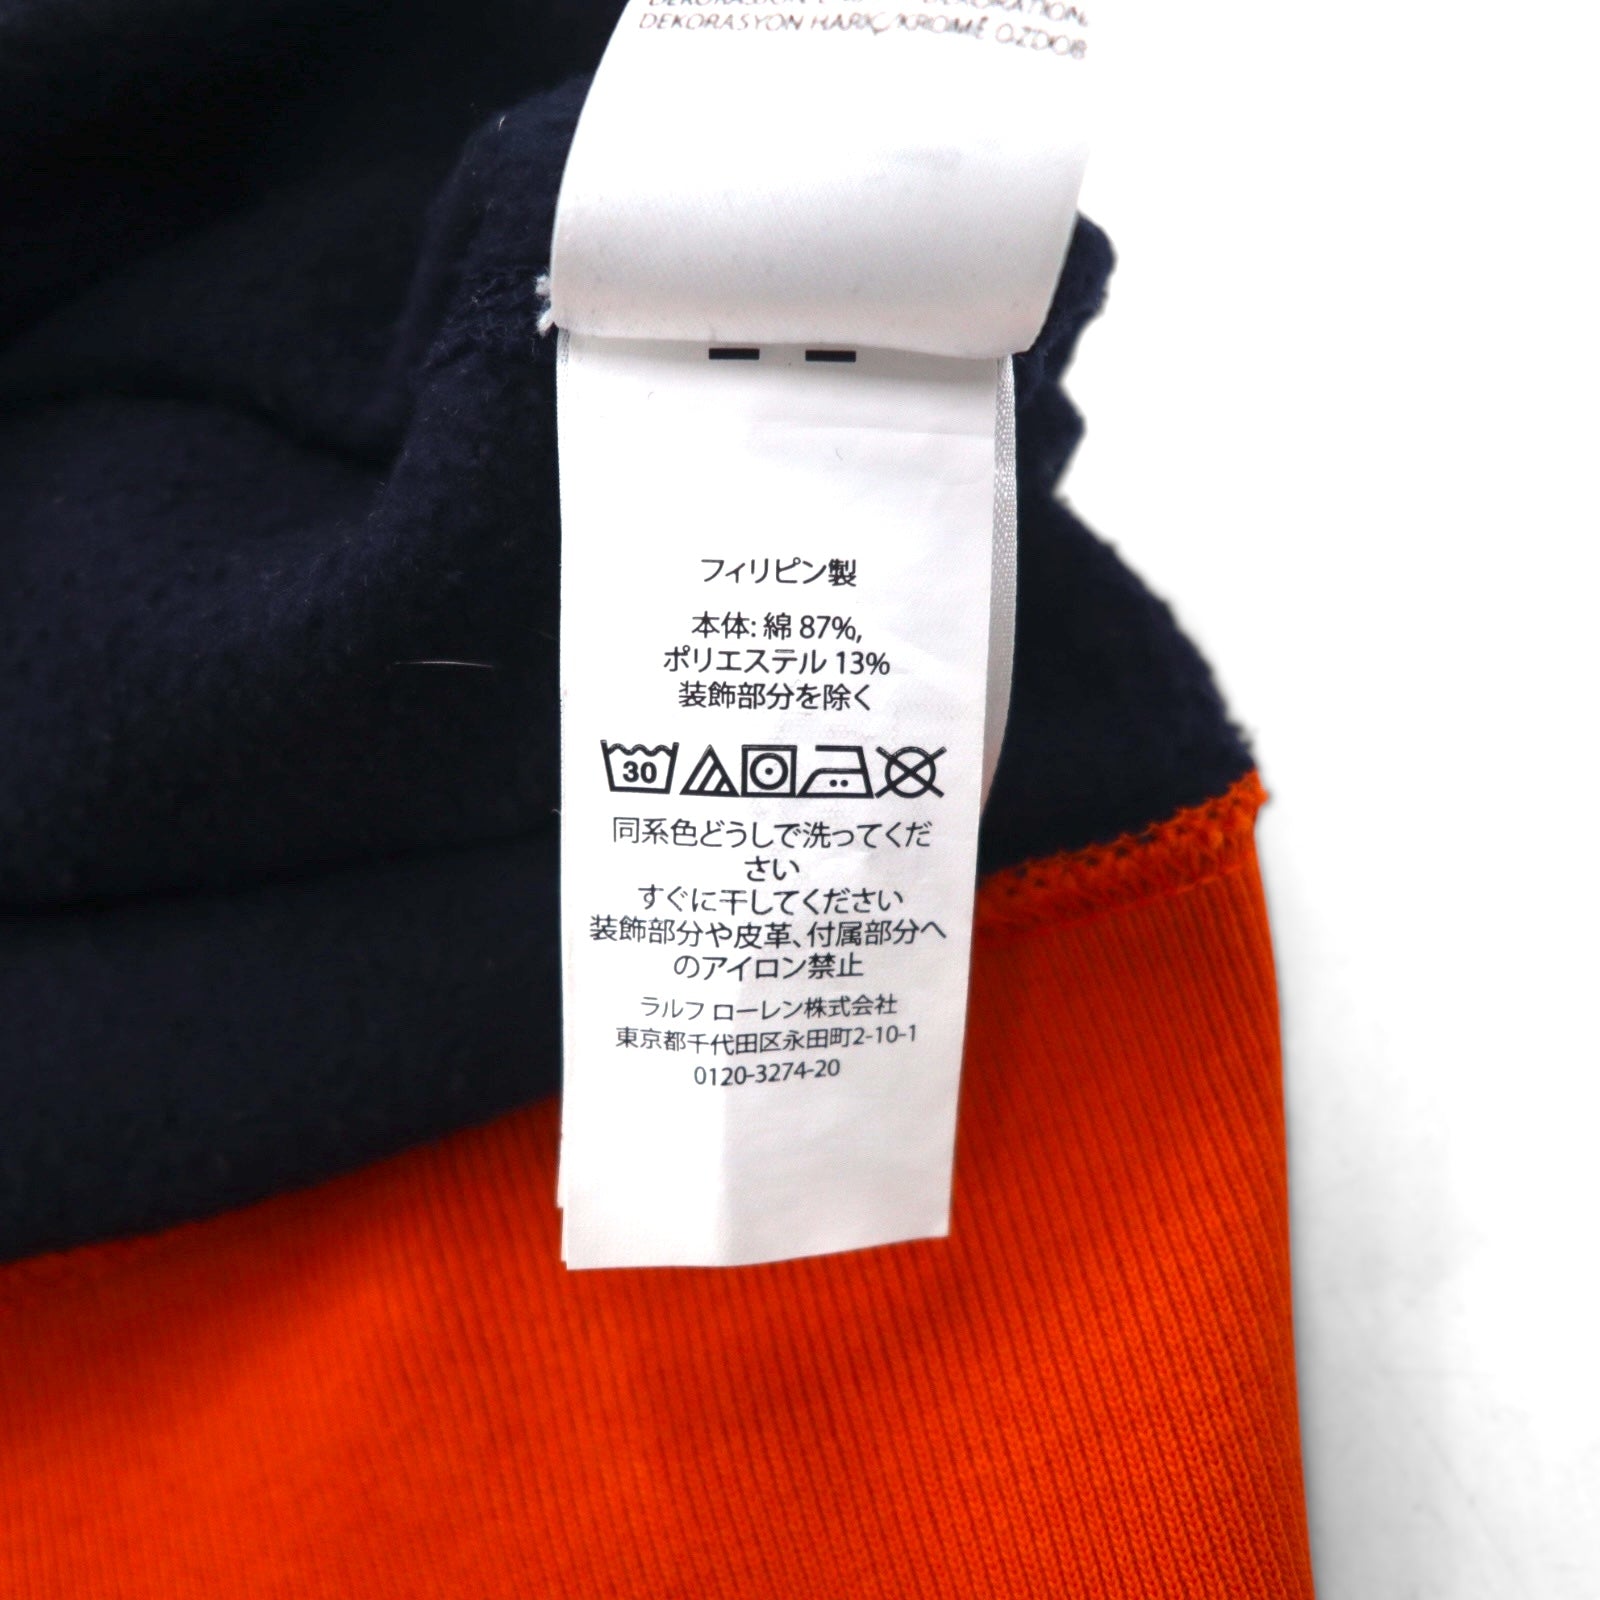 DEKORASYON HARİÇ/KROMĚ OZDOB
フィリピン製
本体: 綿 87%,
ポリエステル 13%
装飾部分を除く
30
同系色どうしで洗ってくだ
さい
すぐに干してください
装飾部分や皮革、付属部分へ
のアイロン禁止
ラルフ ローレン株式会社
東京都千代田区永田町2-10-1
0120-3274-20